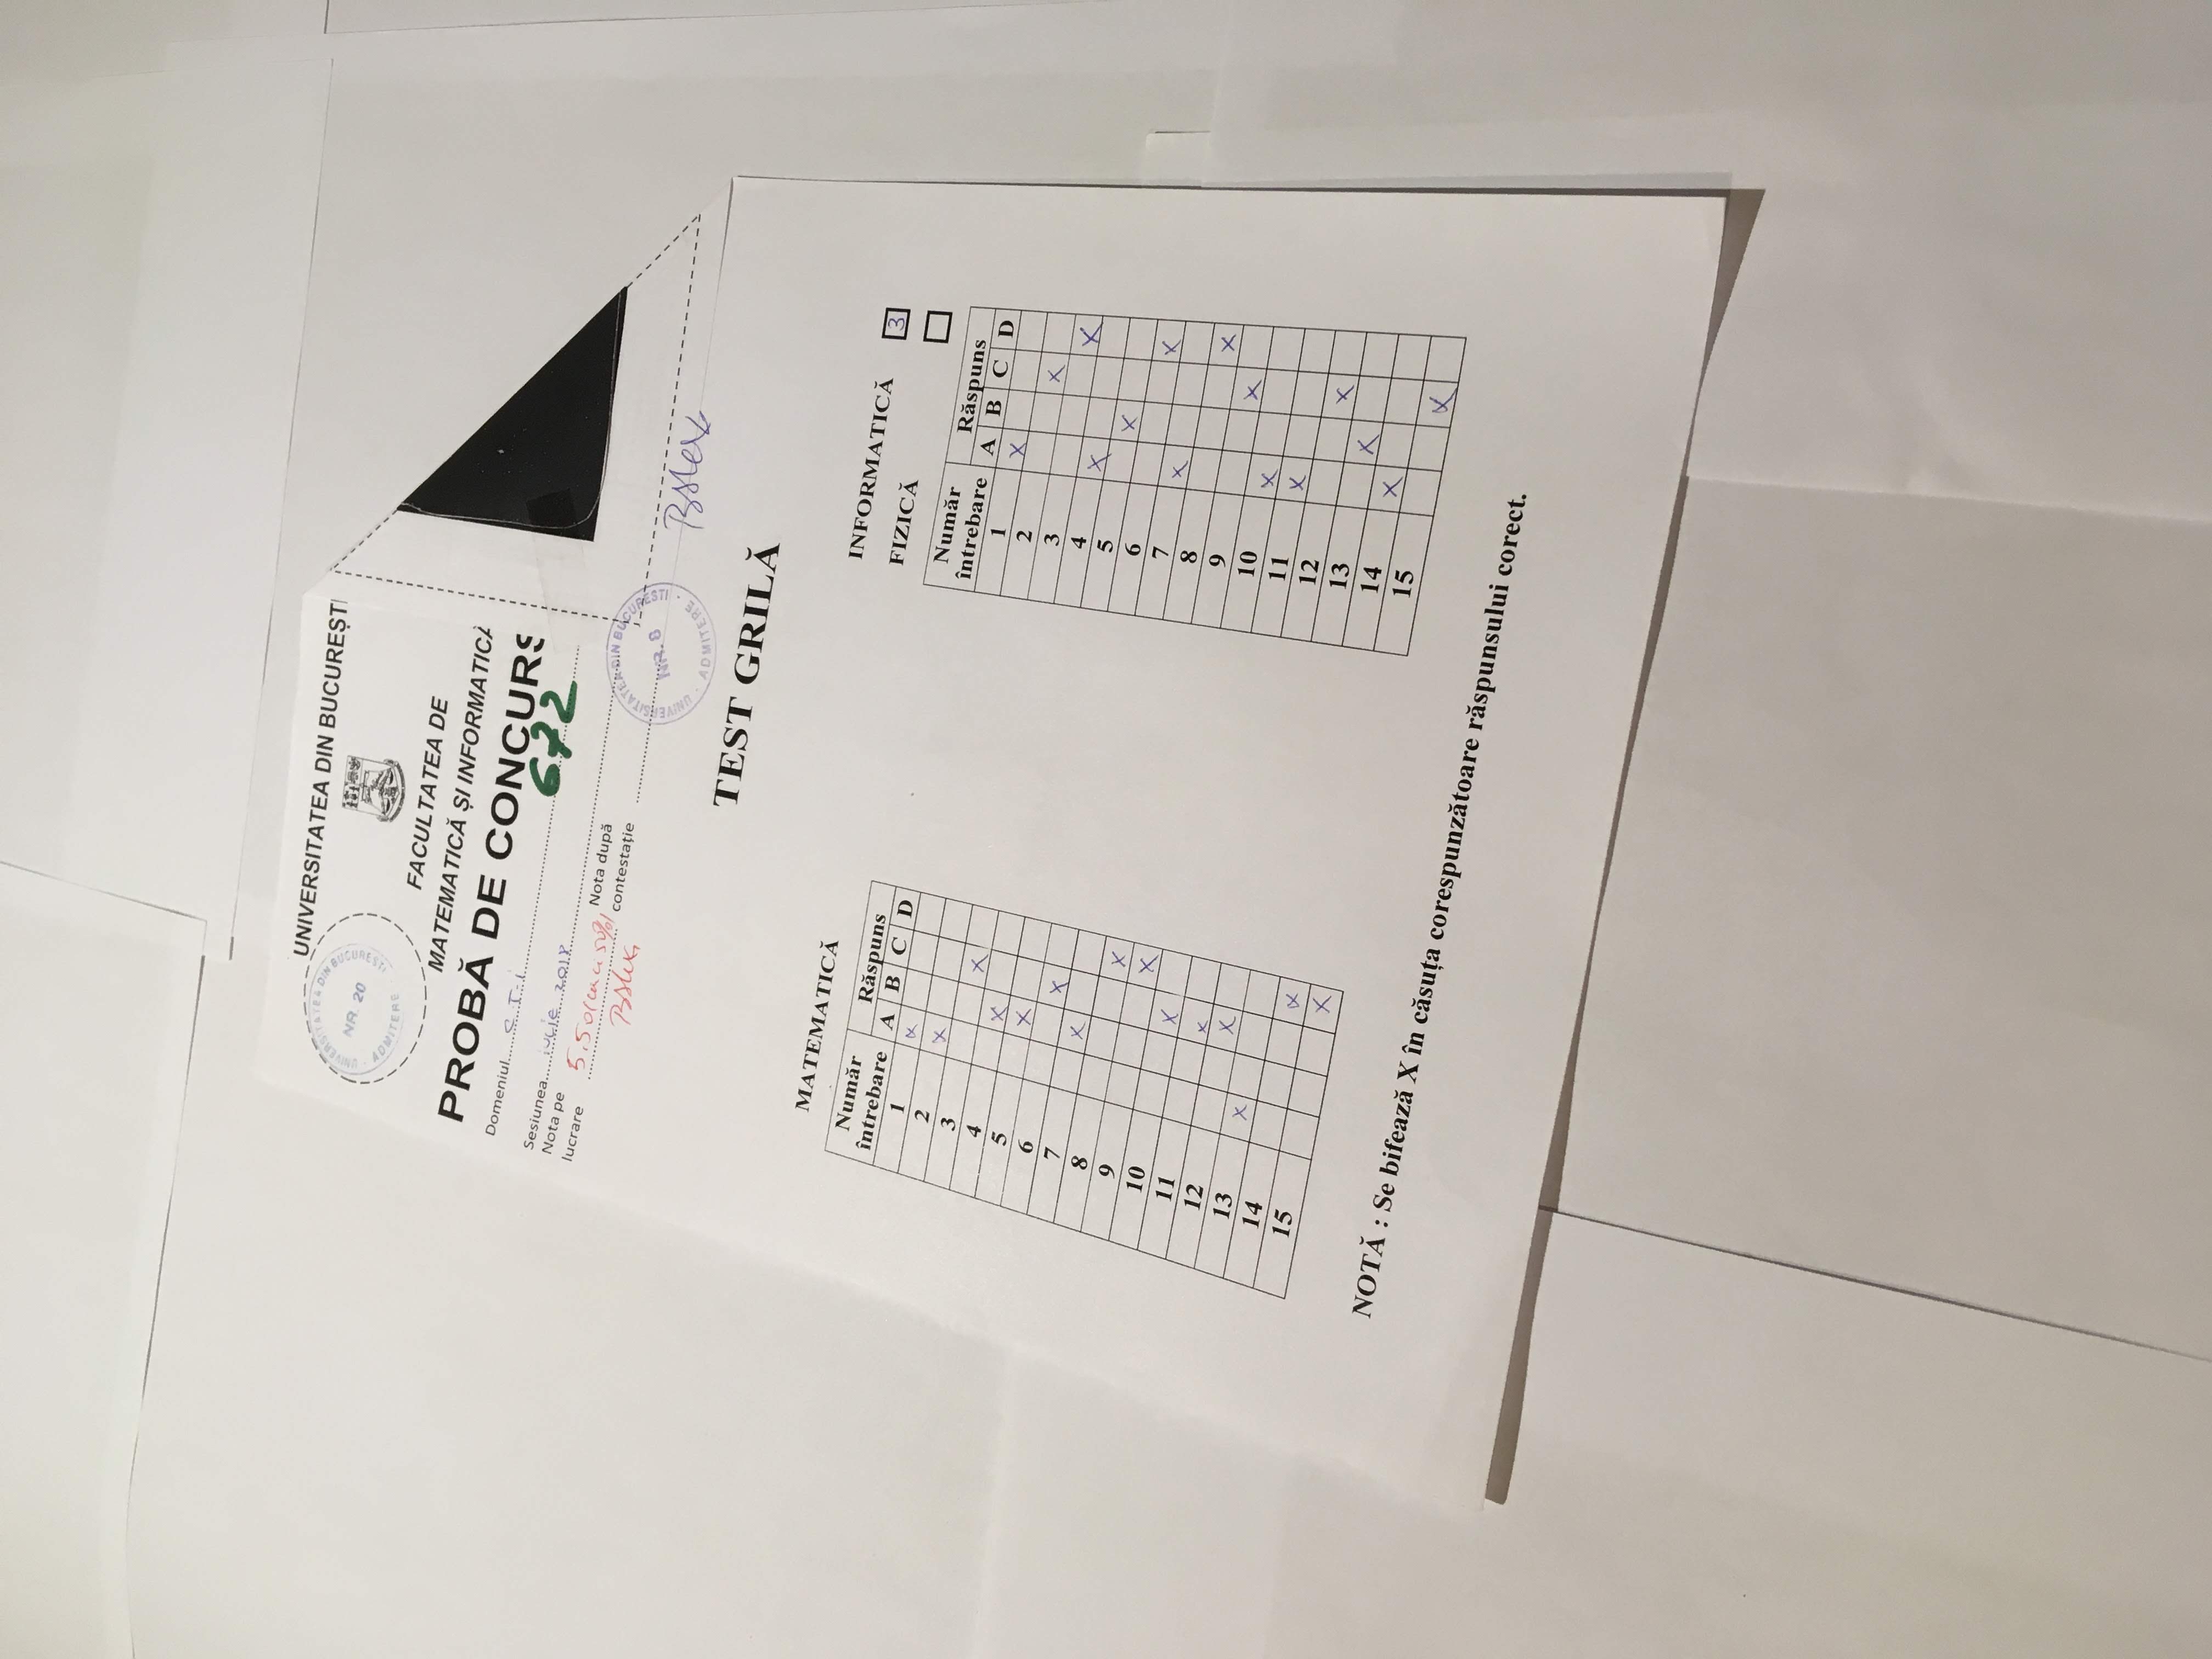 UNIVERSITATEA DIN BUCUREȘTI
UNIVERSITATEA DIN BUCUREȘTI
NR. 20
ADMITERE
FACULTATEA DE
MATEMATICĂ ȘI INFORMATICĂ
PROBĂ DE CONCURS
Domeniul CTI
672
Sesiunea iulie 2018
Nota pe lucrare 5.50 (cinci 50%)
Nota după contestație
UNIVERSITATEA DIN BUCUREȘTI
NR. 8
ADMITERE
TEST GRILĂ
MATEMATICĂ
Număr întrebare Răspuns
A B C D
1 X
2 X
3 X
4 X
5 X
6 X
7 X
8 X
9 X
10 X
11 X
12 X
13 X
14 X
15 X
INFORMATICĂ 3
FIZICĂ
Număr întrebare Răspuns
A B C D
1 X
2 X
3 X
4 X
5 X
6 X
7 X
8 X
9 X
10 X
11 X
12 X
13 X
14 X
15 X
NOTĂ : Se bifează X în căsuța corespunzătoare răspunsului corect.